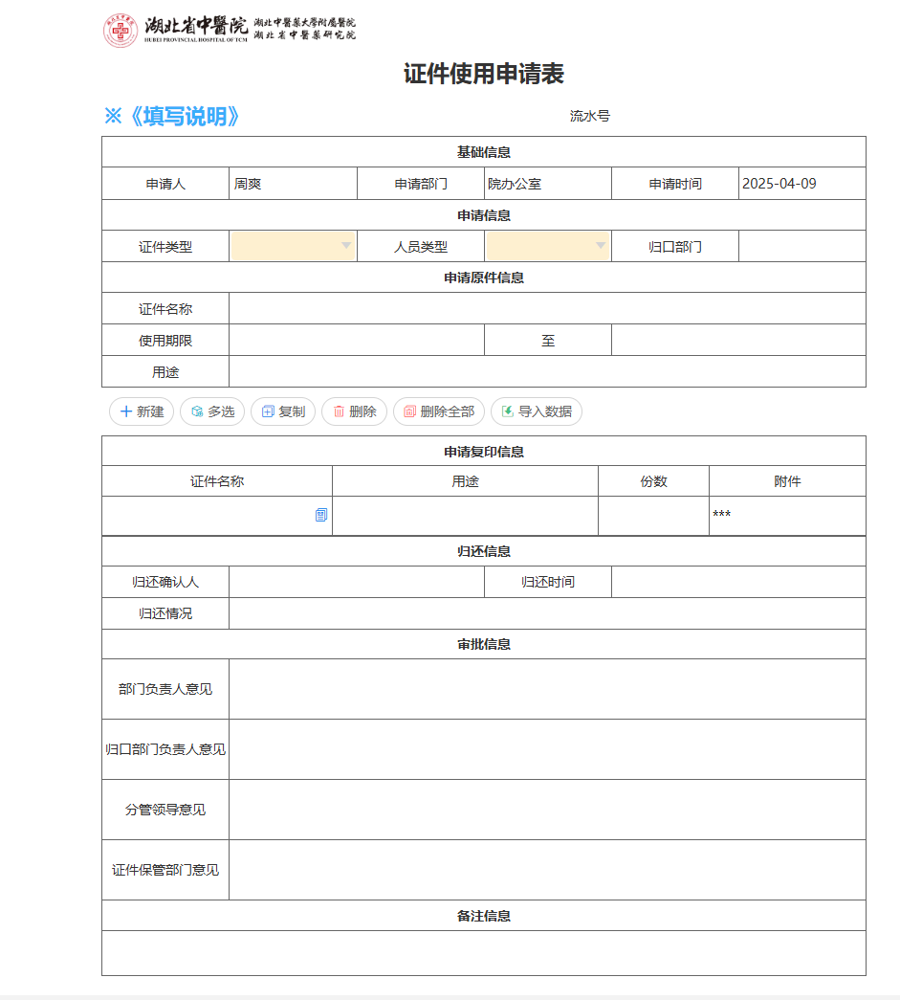 湖北省中醫院 湖北中醫藥大學附屬醫院
HUBEI PROVINCIAL HOSPITAL OF TCM 湖北省中醫藥研究院
证件使用申请表
※《填写说明》 流水号
基础信息
申请人 周爽 申请部门 院办公室 申请时间 2025-04-09
申请信息
证件类型 人员类型 归口部门
申请原件信息
证件名称
使用期限 至
用途
新建 多选 复制 删除 删除全部 导入数据
申请复印信息
证件名称 用途 份数 附件
***
归还信息
归还确认人 归还时间
归还情况
审批信息
部门负责人意见
归口部门负责人意见
分管领导意见
证件保管部门意见
备注信息